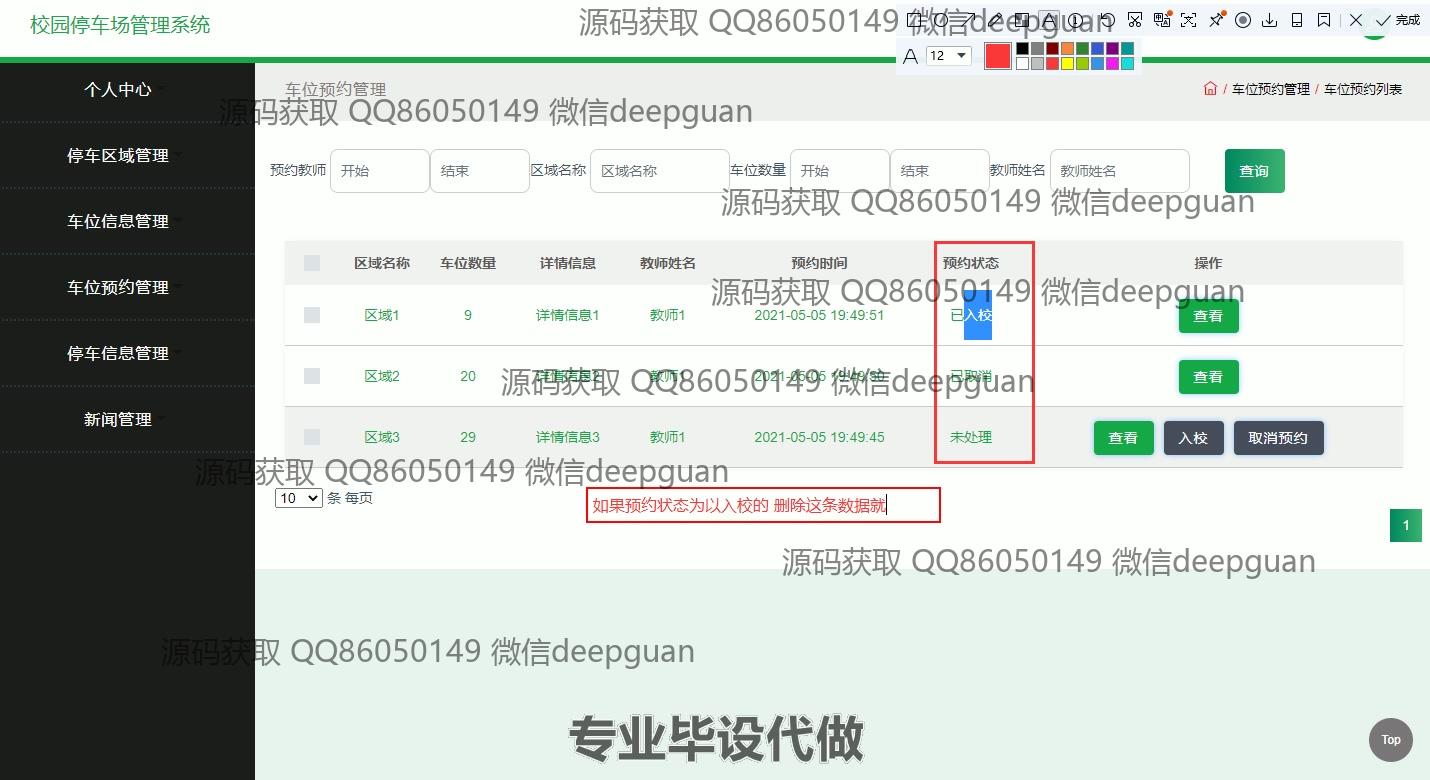 校园停车场管理系统
源码获取 QQ86050149 微信deepguan
完成
A 12
个人中心
停车区域管理
车位信息管理
车位预约管理
停车信息管理
新闻管理
车位预约管理
/ 车位预约管理 / 车位预约列表
源码获取 QQ86050149 微信deepguan
预约教师 开始 结束 区域名称 区域名称 车位数量 开始 结束 教师姓名 教师姓名 查询
源码获取 QQ86050149 微信deepguan
区域名称 车位数量 详情信息 教师姓名 预约时间 预约状态 操作
源码获取 QQ86050149 微信deepguan
区域1 9 详情信息1 教师1 2021-05-05 19:49:51 已入校 查看
区域2 20 详情信息2 教师1 2021-05-05 19:49:50 已取消 查看
源码获取 QQ86050149 微信deepguan
区域3 29 详情信息3 教师1 2021-05-05 19:49:45 未处理 查看 入校 取消预约
源码获取 QQ86050149 微信deepguan
10 条 每页
如果预约状态为以入校的 删除这条数据就
1
源码获取 QQ86050149 微信deepguan
源码获取 QQ86050149 微信deepguan
专业毕设代做
Top